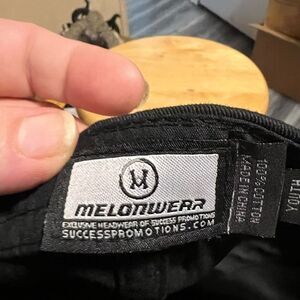 M
MELONWEAR
EXCLUSIVE HEADWEAR OF SUCCESS PROMOTIONS
SUCCESSPROMOTIONS.COM
100% COTTON
MADE IN CHINA